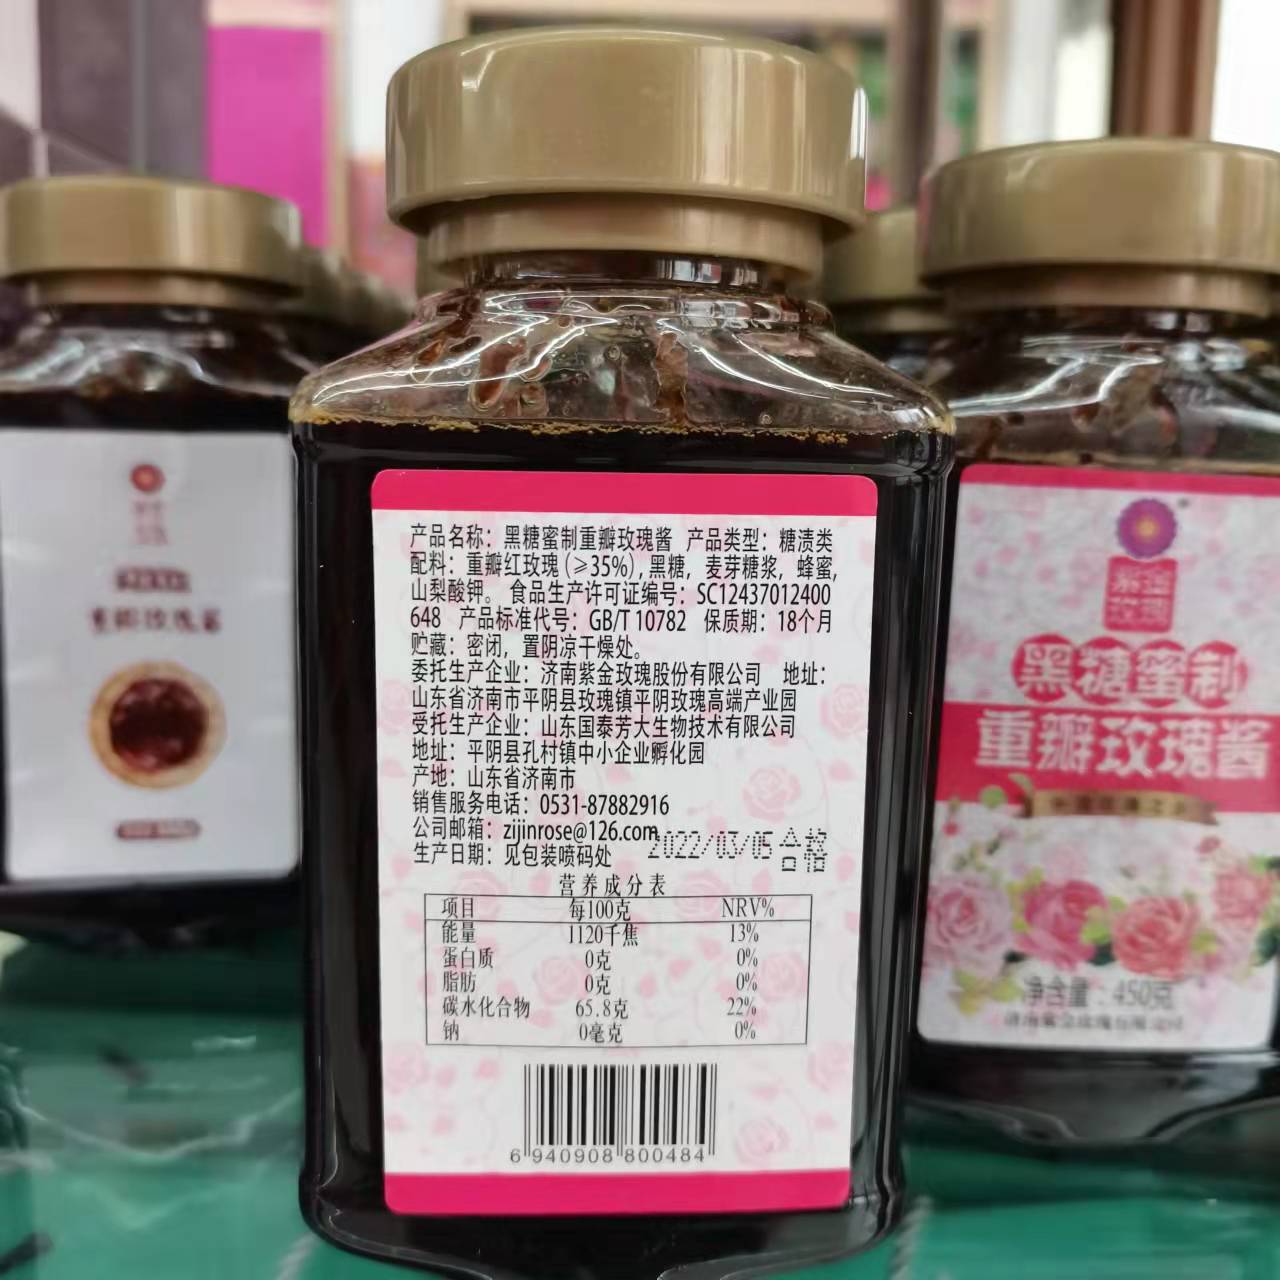 产品名称：黑糖蜜制重瓣玫瑰酱 产品类型：糖渍类
配料：重瓣红玫瑰（≥35%），黑糖，麦芽糖浆，蜂蜜，
山梨酸钾。 食品生产许可证编号：SC12437012400
648 产品标准代号：GB/T 10782 保质期：18个月
贮藏：密闭，置阴凉干燥处。
委托生产企业：济南紫金玫瑰股份有限公司 地址：
山东省济南市平阴县玫瑰镇平阴玫瑰高端产业园
受托生产企业：山东国泰芳大生物技术有限公司
地址：平阴县孔村镇中小企业孵化园
产地：山东省济南市
销售服务电话：0531-87882916
公司邮箱：zijinrose@126.com
生产日期：见包装喷码处 2022/03/05 合格
营养成分表
项目 每100克 NRV%
能量 1120千焦 13%
蛋白质 0克 0%
脂肪 0克 0%
碳水化合物 65.8克 22%
钠 0毫克 0%
6 940908 800484
紫金
玫瑰
黑糖蜜制
重瓣玫瑰酱
净含量：450克
重瓣玫瑰酱